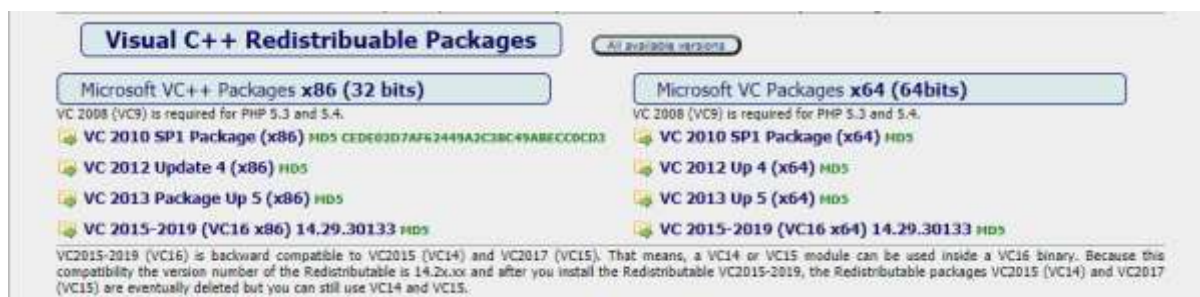 Visual C++ Redistribuable Packages
All available versions
Microsoft VC++ Packages x86 (32 bits)
Microsoft VC Packages x64 (64bits)
VC 2008 (VC9) is required for PHP 5.3 and 5.4.
VC 2008 (VC9) is required for PHP 5.3 and 5.4.
VC 2010 SP1 Package (x86) MD5
VC 2010 SP1 Package (x64) MD5
VC 2012 Update 4 (x86) MD5
VC 2012 Up 4 (x64) MD5
VC 2013 Package Up 5 (x86) MD5
VC 2013 Up 5 (x64) MD5
VC 2015-2019 (VC16 x86) 14.29.30133 MD5
VC 2015-2019 (VC16 x64) 14.29.30133 MD5
VC2015-2019 (VC16) is backward compatible to VC2015 (VC14) and VC2017 (VC15). That means, a VC14 or VC15 module can be used inside a VC16 binary. Because this
compatibility the version number of the Redistributable is 14.2x.xx and after you install the Redistributable VC2015-2019, the Redistributable packages VC2015 (VC14) and VC2017
(VC15) are eventually deleted but you can still use VC14 and VC15.